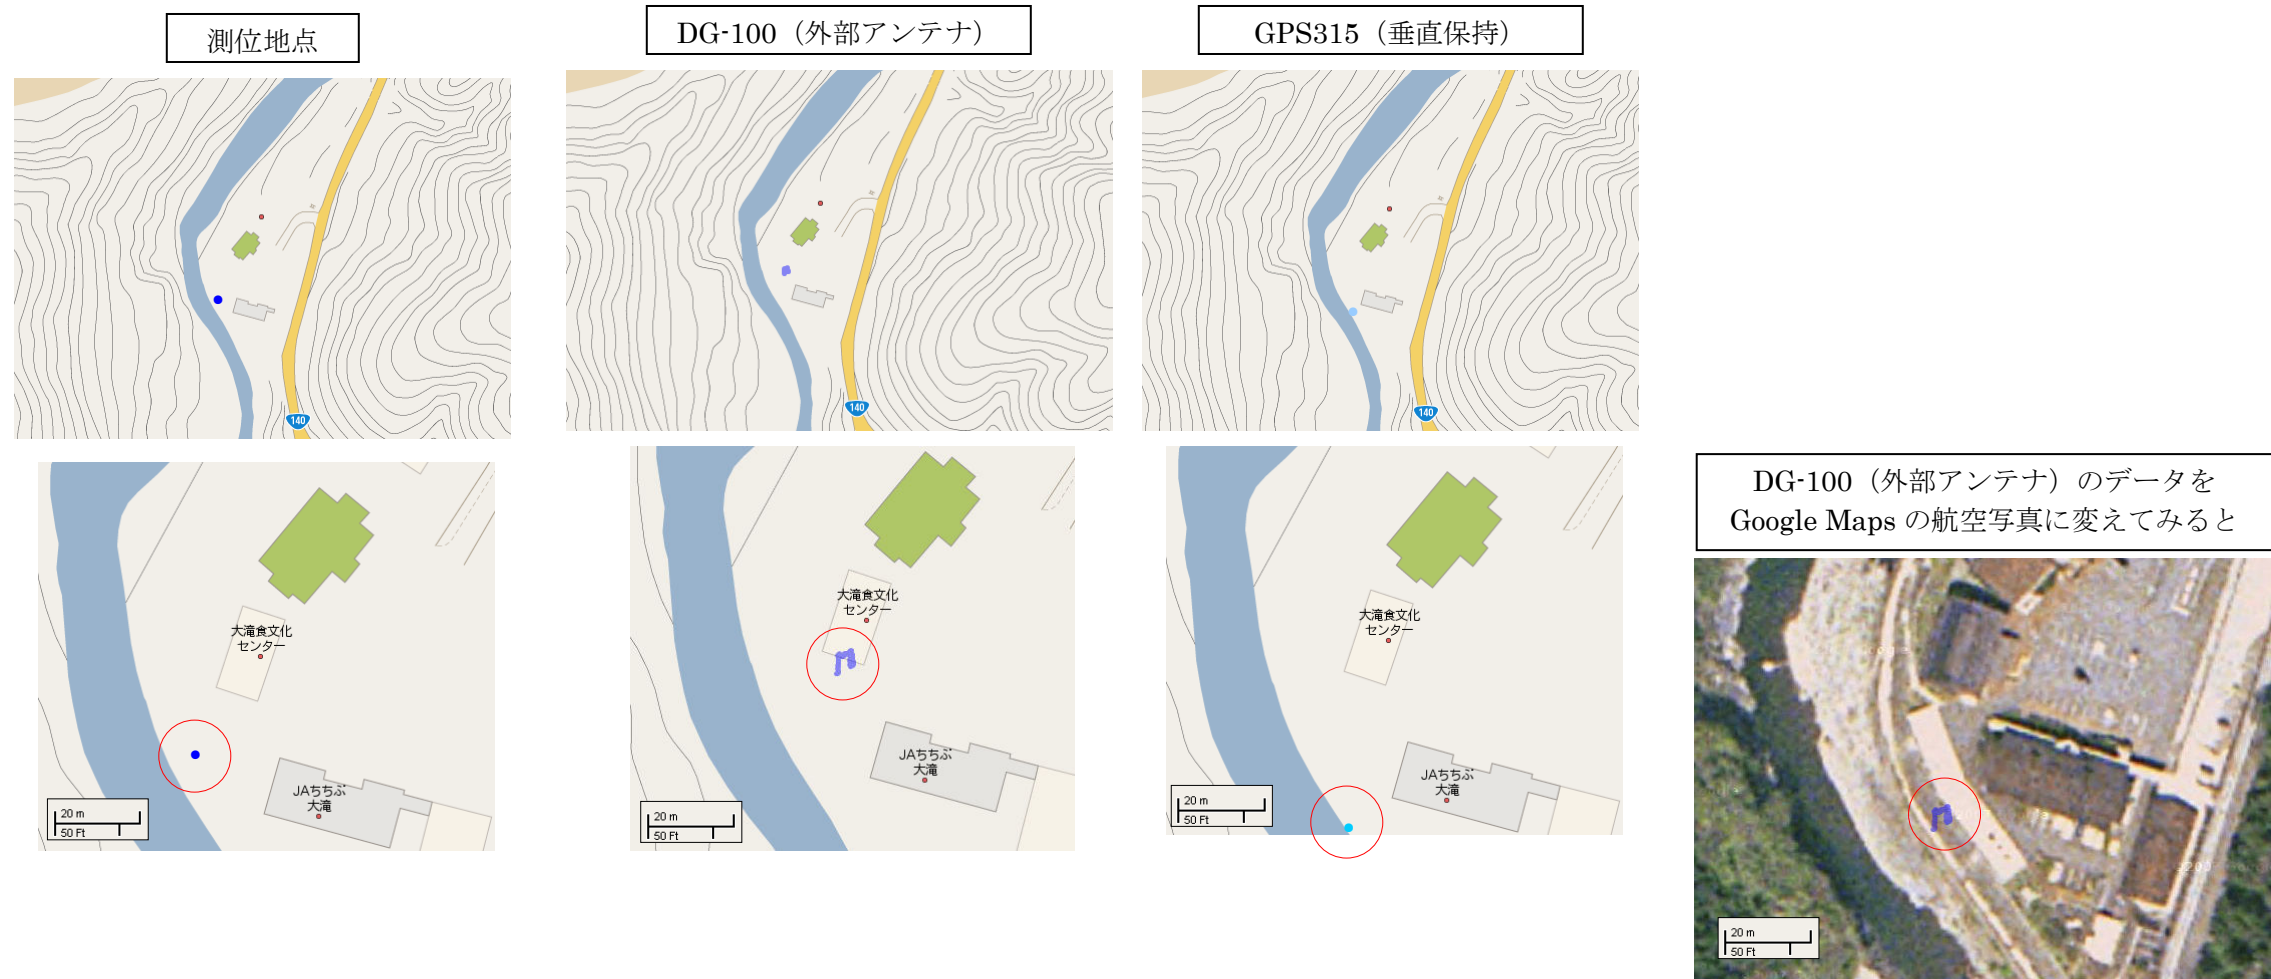 測位地点
DG-100（外部アンテナ）
GPS315（垂直保持）
140
140
140
大滝食文化
センター
JAちちぶ
大滝
20 m
50 Ft
大滝食文化
センター
JAちちぶ
大滝
20 m
50 Ft
大滝食文化
センター
JAちちぶ
大滝
20 m
50 Ft
DG-100（外部アンテナ）のデータを
Google Maps の航空写真に変えてみると
20 m
50 Ft